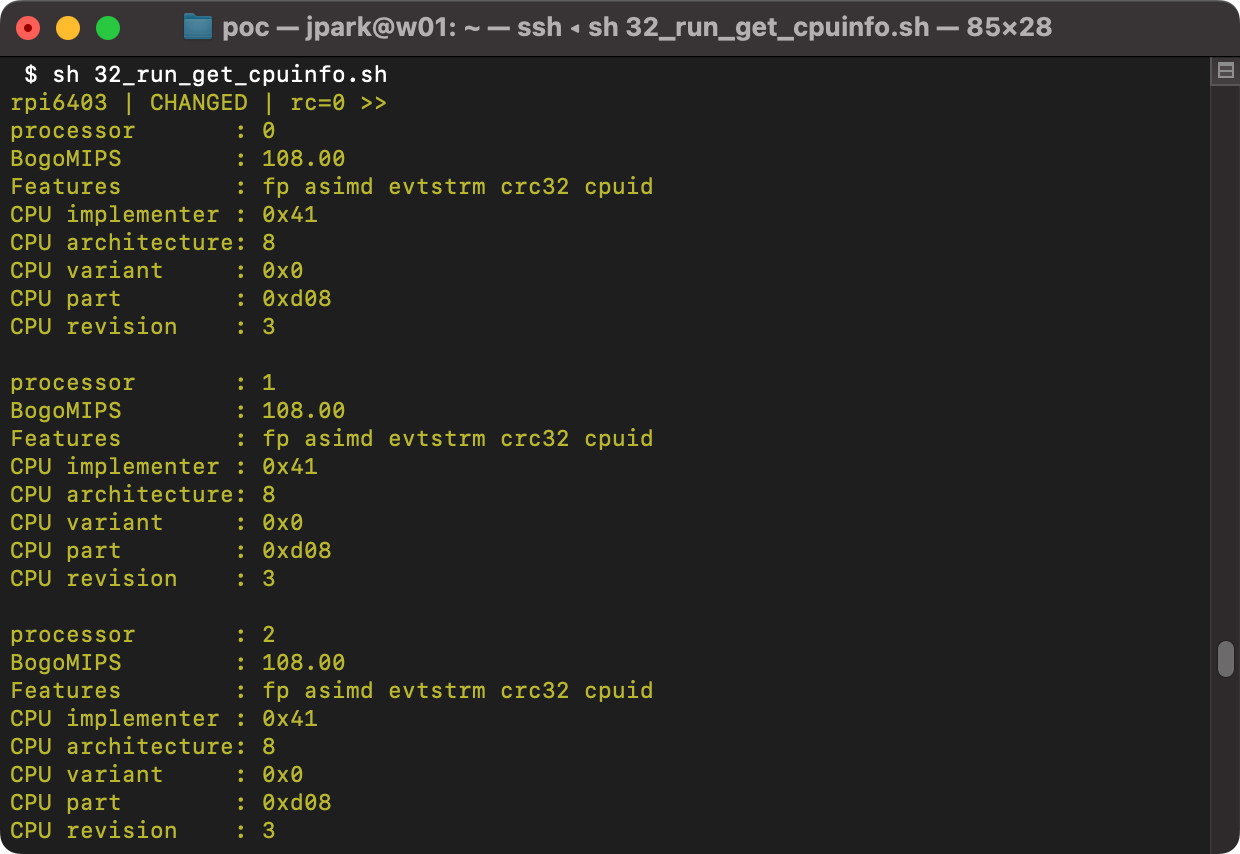 poc — jpark@w01: ~ — ssh ◂ sh 32_run_get_cpuinfo.sh — 85×28
$ sh 32_run_get_cpuinfo.sh
rpi6403 | CHANGED | rc=0 >>
processor       : 0
BogoMIPS        : 108.00
Features        : fp asimd evtstrm crc32 cpuid
CPU implementer : 0x41
CPU architecture: 8
CPU variant     : 0x0
CPU part        : 0xd08
CPU revision    : 3

processor       : 1
BogoMIPS        : 108.00
Features        : fp asimd evtstrm crc32 cpuid
CPU implementer : 0x41
CPU architecture: 8
CPU variant     : 0x0
CPU part        : 0xd08
CPU revision    : 3

processor       : 2
BogoMIPS        : 108.00
Features        : fp asimd evtstrm crc32 cpuid
CPU implementer : 0x41
CPU architecture: 8
CPU variant     : 0x0
CPU part        : 0xd08
CPU revision    : 3